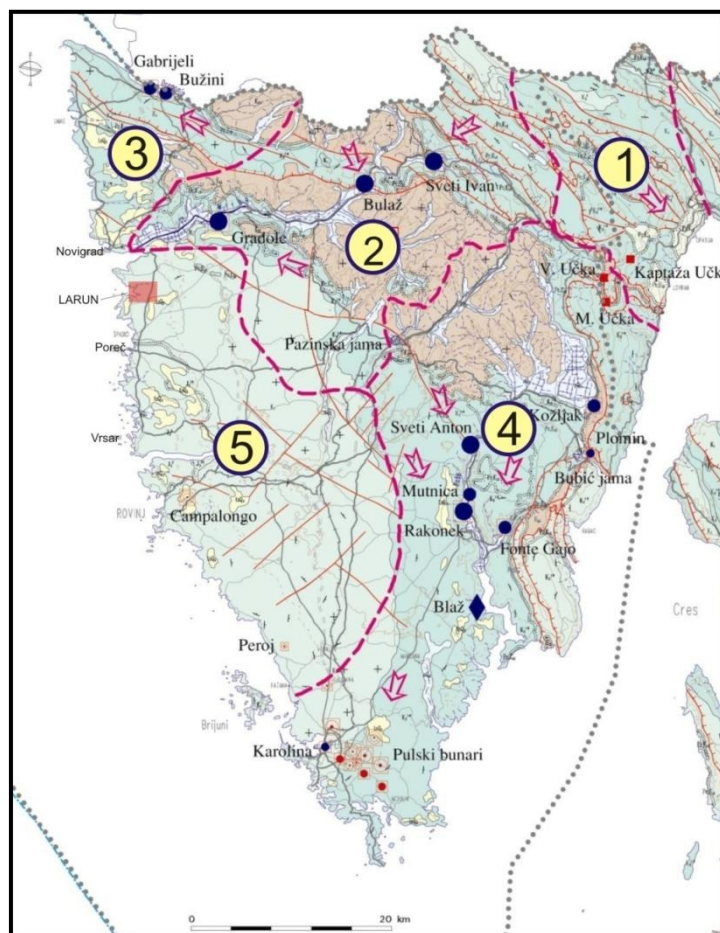 Gabrijeli
Bužini
3
1
Sveti Ivan
Bulaž
Gradole
2
Novigrad
V. Učka
Kaptaža Učk
M. Učka
LARUN
Pazinska jama
Poreč
Sveti Anton
4
Kožljak
Vrsar
5
Plomin
Bubić jama
Mutnica
ROVINJ
Campalongo
Rakonek
Fonte Gajo
Blaž
Cres
Peroj
Brijuni
Karolina
Pulski bunari
0
20 km